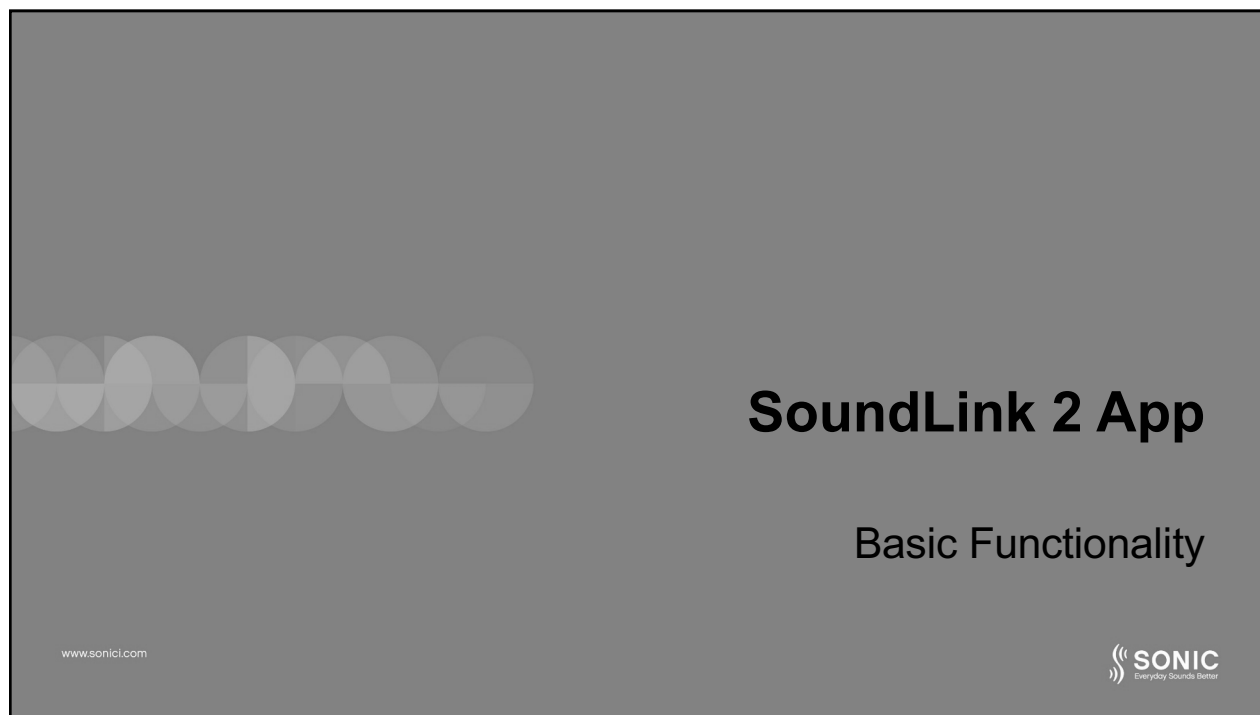 SoundLink 2 App
Basic Functionality
www.sonici.com
SONIC
Everyday Sounds Better